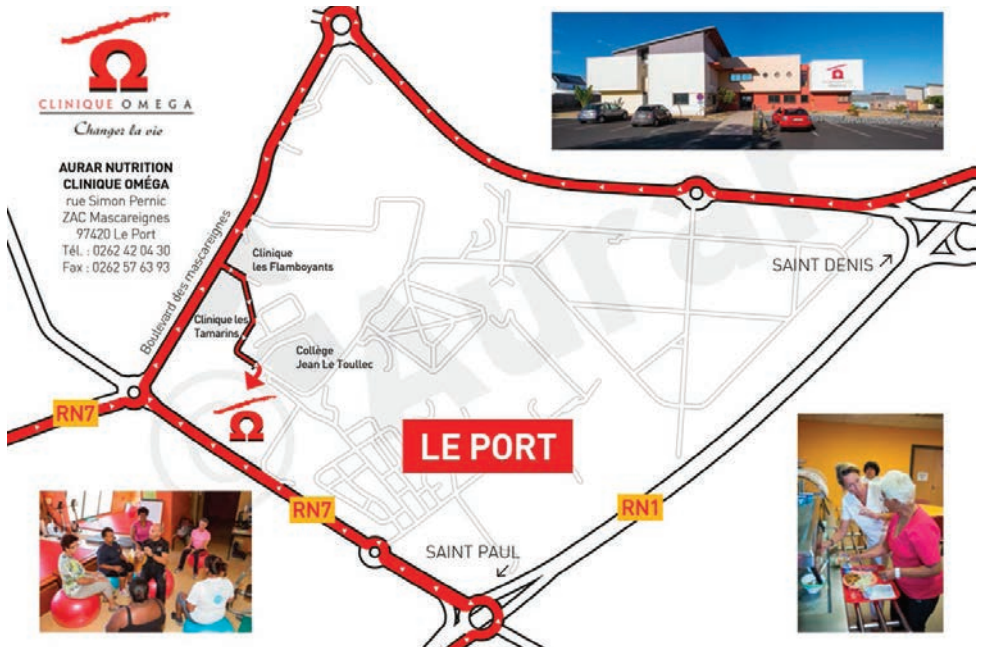 CLINIQUE OMEGA
Changer la vie
AURAR NUTRITION
CLINIQUE OMÉGA
rue Simon Pernic
ZAC Mascareignes
97420 Le Port
Tél. : 0262 42 04 30
Fax : 0262 57 63 93
Boulevard des mascareignes
Clinique
les Flamboyants
Clinique les
Tamarins
Collège
Jean Le Toullec
SAINT DENIS
RN7
LE PORT
RN7
RN1
SAINT PAUL
© Aurar